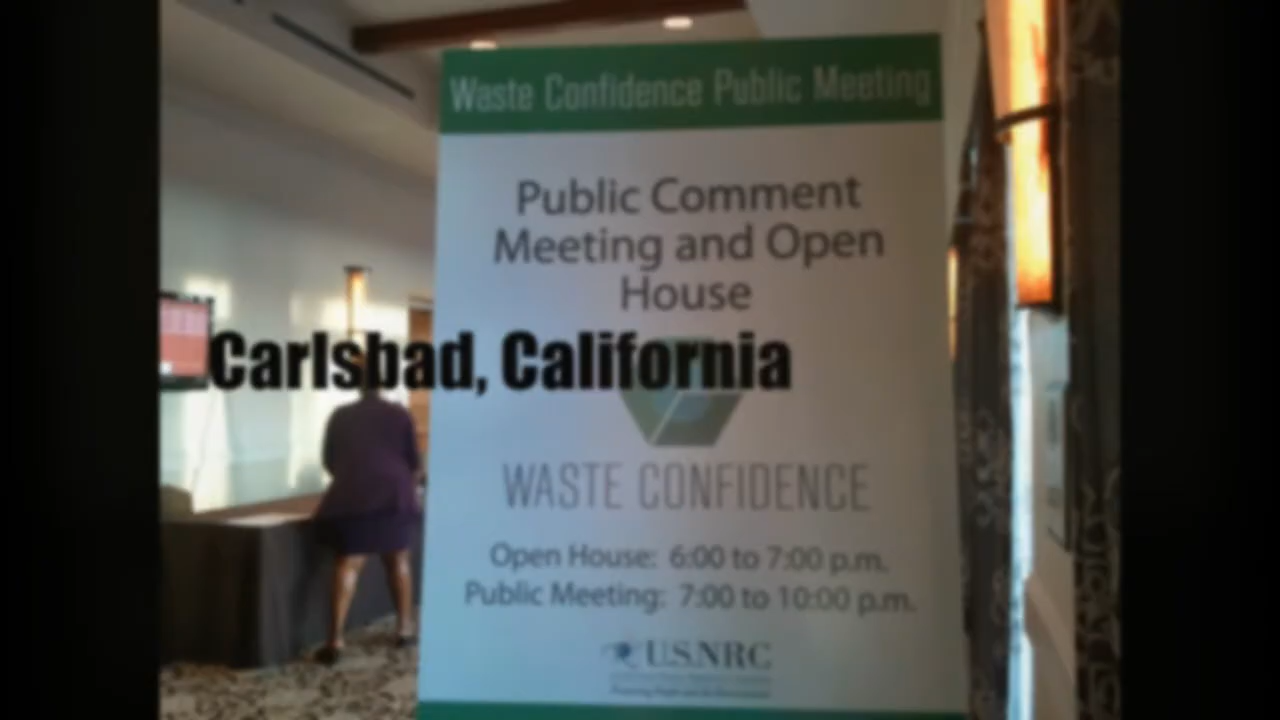 Waste Confidence Public Meeting
Public Comment
Meeting and Open
House
Carlsbad, California
WASTE CONFIDENCE
Open House: 6:00 to 7:00 p.m.
Public Meeting: 7:00 to 10:00 p.m.
U.S.NRC